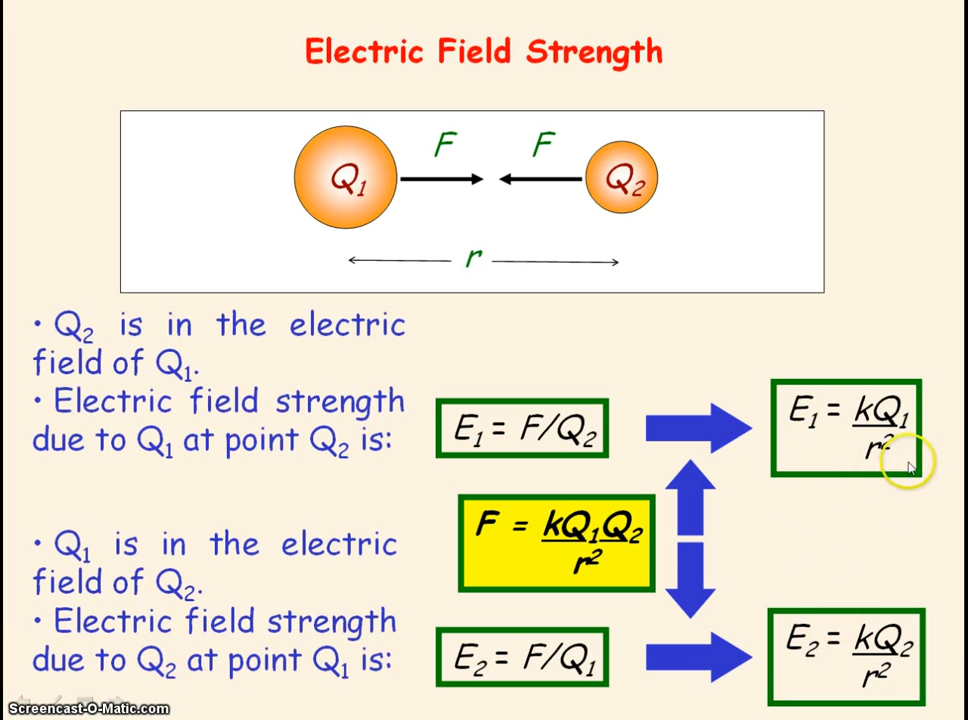 Electric Field Strength
F F
Q₁ Q₂
r
• Q₂ is in the electric
field of Q₁.
• Electric field strength
due to Q₁ at point Q₂ is:
E₁ = F/Q₂
E₁ = kQ₁
r²
F = kQ₁Q₂
r²
• Q₁ is in the electric
field of Q₂.
• Electric field strength
due to Q₂ at point Q₁ is:
E₂ = F/Q₁
E₂ = kQ₂
r²
Screencast-O-Matic.com